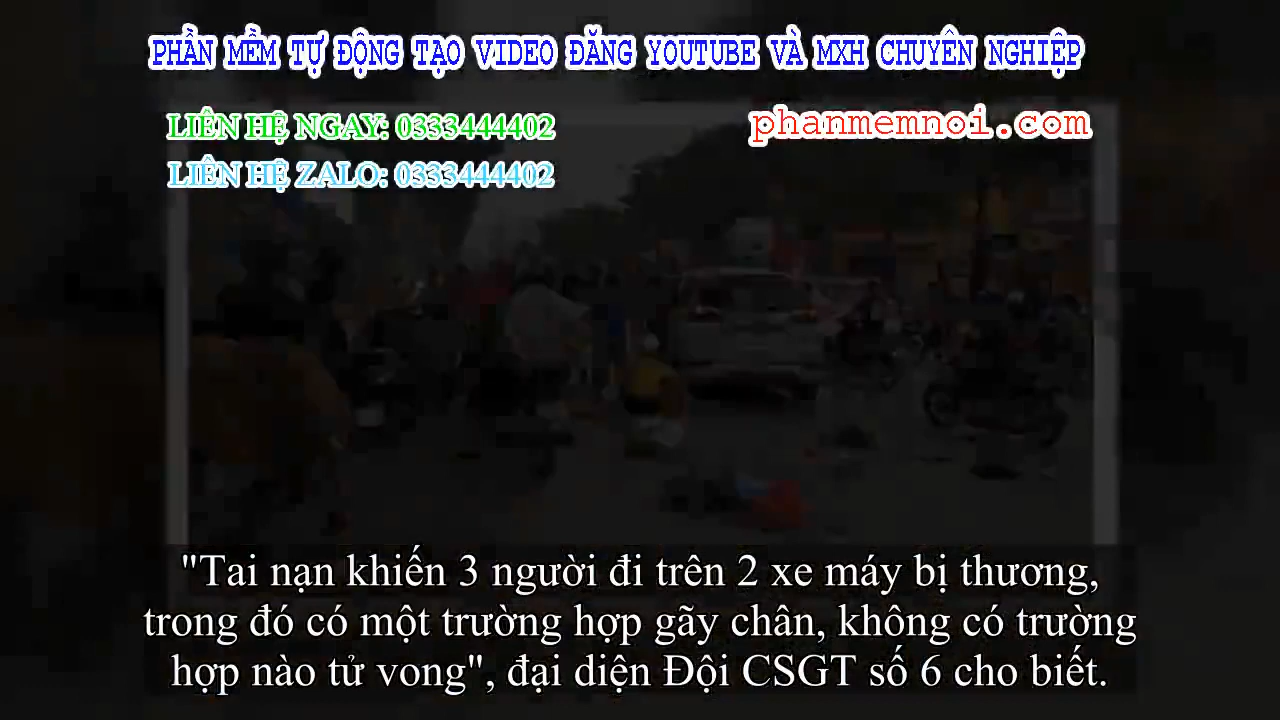 PHẦN MỀM TỰ ĐỘNG TẠO VIDEO ĐĂNG YOUTUBE VÀ MXH CHUYÊN NGHIỆP
LIÊN HỆ NGAY: 0333444402
phanmemnoi.com
LIÊN HỆ ZALO: 0333444402
"Tai nạn khiến 3 người đi trên 2 xe máy bị thương,
trong đó có một trường hợp gãy chân, không có trường
hợp nào tử vong", đại diện Đội CSGT số 6 cho biết.